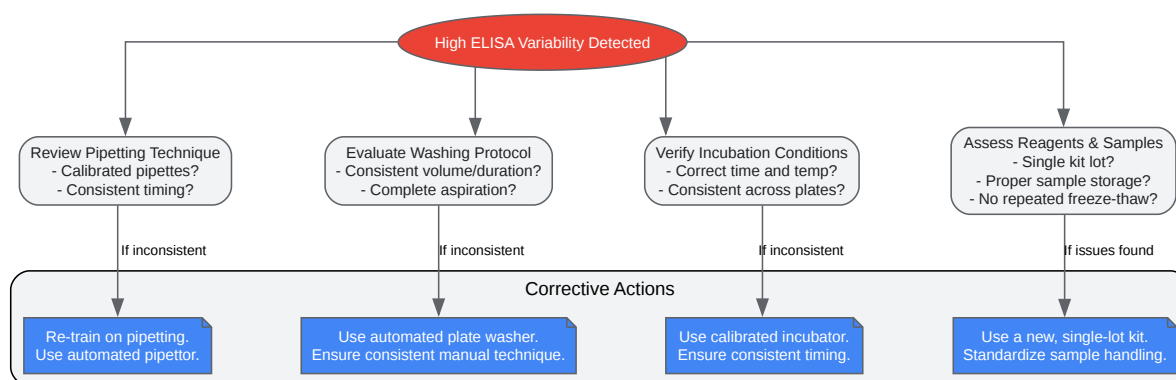 High ELISA Variability Detected
Review Pipetting Technique
- Calibrated pipettes?
- Consistent timing?
Evaluate Washing Protocol
- Consistent volume/duration?
- Complete aspiration?
Verify Incubation Conditions
- Correct time and temp?
- Consistent across plates?
Assess Reagents & Samples
- Single kit lot?
- Proper sample storage?
- No repeated freeze-thaw?
If inconsistent
If inconsistent
If inconsistent
If issues found
Corrective Actions
Re-train on pipetting.
Use automated pipettor.
Use automated plate washer.
Ensure consistent manual technique.
Use calibrated incubator.
Ensure consistent timing.
Use a new, single-lot kit.
Standardize sample handling.